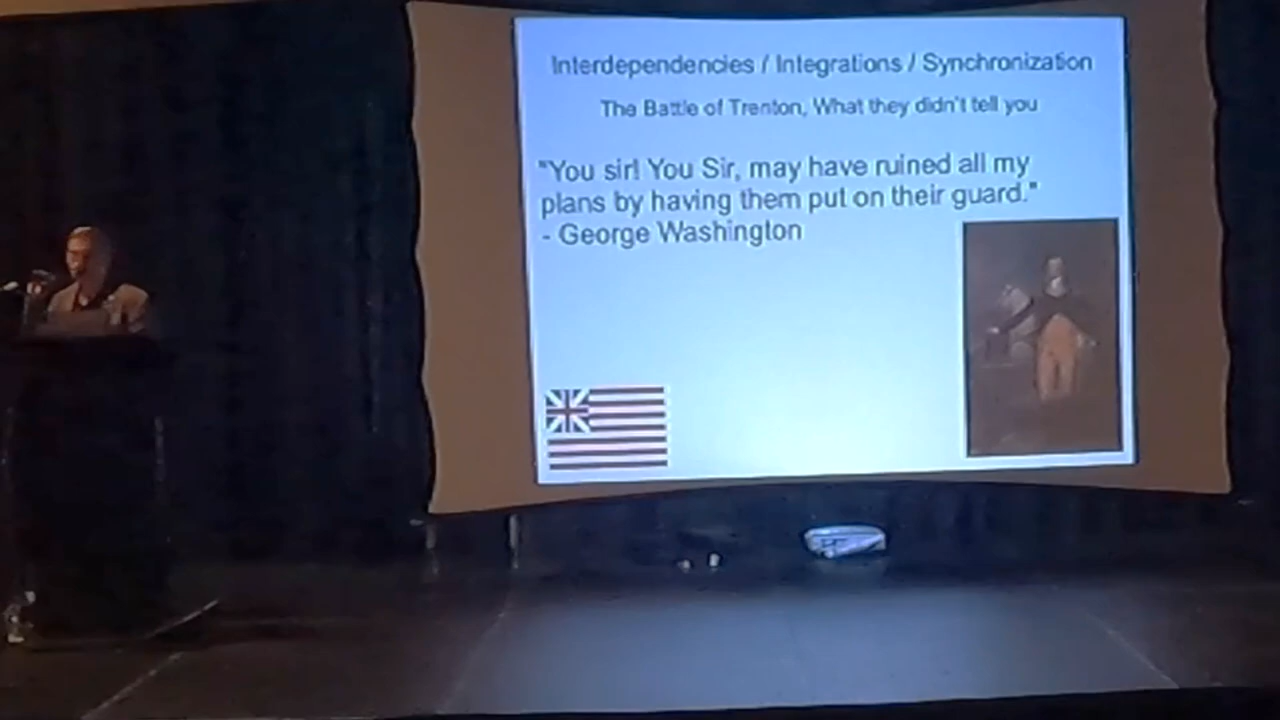 Interdependencies / Integrations / Synchronization
The Battle of Trenton, What they didn't tell you
"You sir! You Sir, may have ruined all my
plans by having them put on their guard."
- George Washington